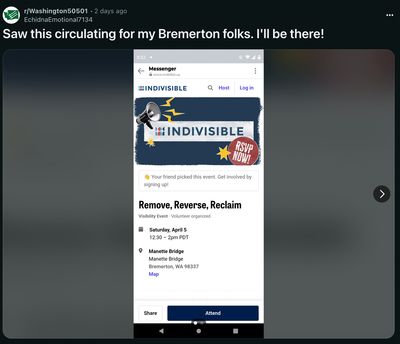 r/Washington50501 • 2 days ago
EchidnaEmotional7134
Saw this circulating for my Bremerton folks. I'll be there!
Messenger
INDIVISIBLE
Host
Log in
INDIVISIBLE
RSVP
NOW!
👋 Your friend picked this event. Get involved by
signing up!
Remove, Reverse, Reclaim
Visibility Event · Volunteer organized
Saturday, April 5
12:30 – 2pm PDT
Manette Bridge
Manette Bridge
Bremerton, WA 98337
Map
Share
Attend